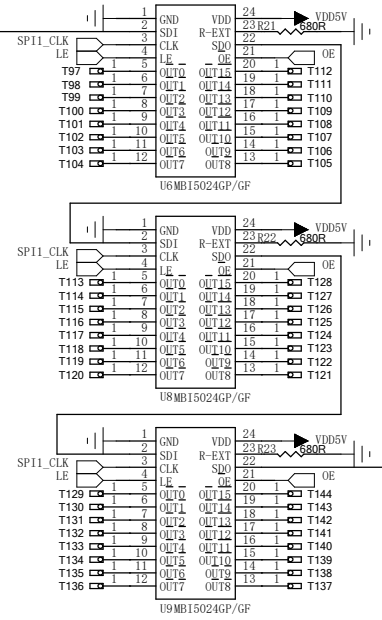 1 GND VDD 24 VDD5V
2 SDI R-EXT 23 R21 680R
SPI1_CLK 3 CLK SDO 22
LE 4 LE OE 21 OE
T97 1 5 OUT0 OUT15 20 1 T112
T98 1 6 OUT1 OUT14 19 1 T111
T99 1 7 OUT2 OUT13 18 1 T110
T100 1 8 OUT3 OUT12 17 1 T109
T101 1 9 OUT4 OUT11 16 1 T108
T102 1 10 OUT5 OUT10 15 1 T107
T103 1 11 OUT6 OUT9 14 1 T106
T104 1 12 OUT7 OUT8 13 1 T105
U6MBI5024GP/GF
1 GND VDD 24 VDD5V
2 SDI R-EXT 23 R22 680R
SPI1_CLK 3 CLK SDO 22
LE 4 LE OE 21 OE
T113 1 5 OUT0 OUT15 20 1 T128
T114 1 6 OUT1 OUT14 19 1 T127
T115 1 7 OUT2 OUT13 18 1 T126
T116 1 8 OUT3 OUT12 17 1 T125
T117 1 9 OUT4 OUT11 16 1 T124
T118 1 10 OUT5 OUT10 15 1 T123
T119 1 11 OUT6 OUT9 14 1 T122
T120 1 12 OUT7 OUT8 13 1 T121
U8MBI5024GP/GF
1 GND VDD 24 VDD5V
2 SDI R-EXT 23 R23 680R
SPI1_CLK 3 CLK SDO 22
LE 4 LE OE 21 OE
T129 1 5 OUT0 OUT15 20 1 T144
T130 1 6 OUT1 OUT14 19 1 T143
T131 1 7 OUT2 OUT13 18 1 T142
T132 1 8 OUT3 OUT12 17 1 T141
T133 1 9 OUT4 OUT11 16 1 T140
T134 1 10 OUT5 OUT10 15 1 T139
T135 1 11 OUT6 OUT9 14 1 T138
T136 1 12 OUT7 OUT8 13 1 T137
U9MBI5024GP/GF